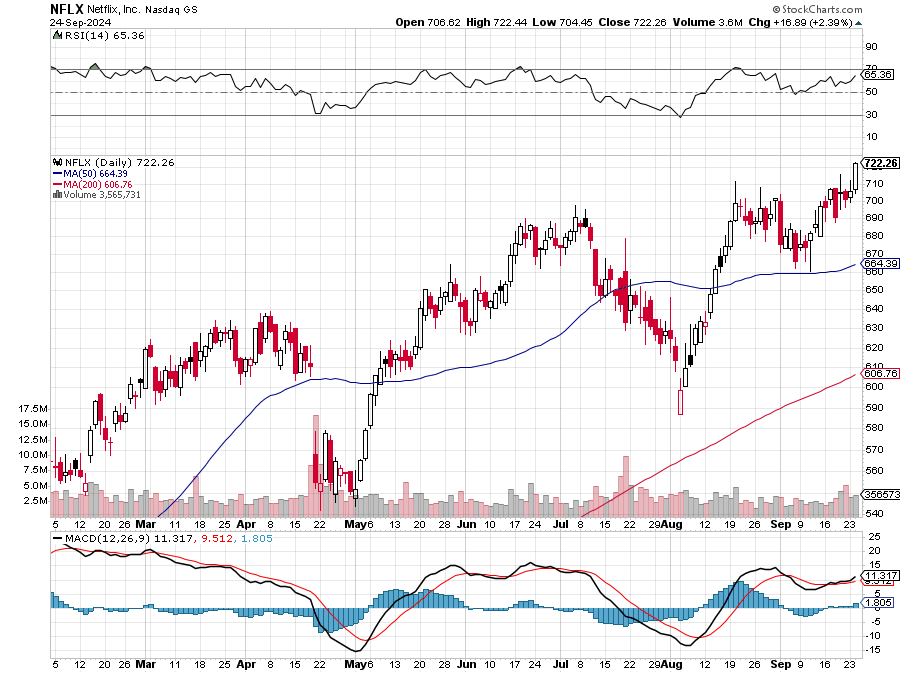 NFLX Netflix, Inc. Nasdaq GS
© StockCharts.com
24-Sep-2024
Open 706.62 High 722.44 Low 704.45 Close 722.26 Volume 3.6M Chg +16.89 (+2.39%)
RSI(14) 65.36
90
70
65.36
50
30
10
NFLX (Daily) 722.26
MA(50) 664.39
MA(200) 606.76
Volume 3,565,731
722.26
710
700
690
680
670
664.39
660
650
640
630
620
610
606.76
600
590
580
570
560
356573
540
17.5M
15.0M
12.5M
10.0M
7.5M
5.0M
2.5M
5 12 20 26 Mar 11 18 25 Apr 8 15 22 May 6 13 20 28 Jun 10 17 24 Jul 8 15 22 29 Aug 12 19 26 Sep 9 16 23
MACD(12,26,9) 11.317, 9.512, 1.805
25
20
15
11.317
9.512
5
1.805
-5
-10
-15
5 12 20 26 Mar 11 18 25 Apr 8 15 22 May 6 13 20 28 Jun 10 17 24 Jul 8 15 22 29 Aug 12 19 26 Sep 9 16 23